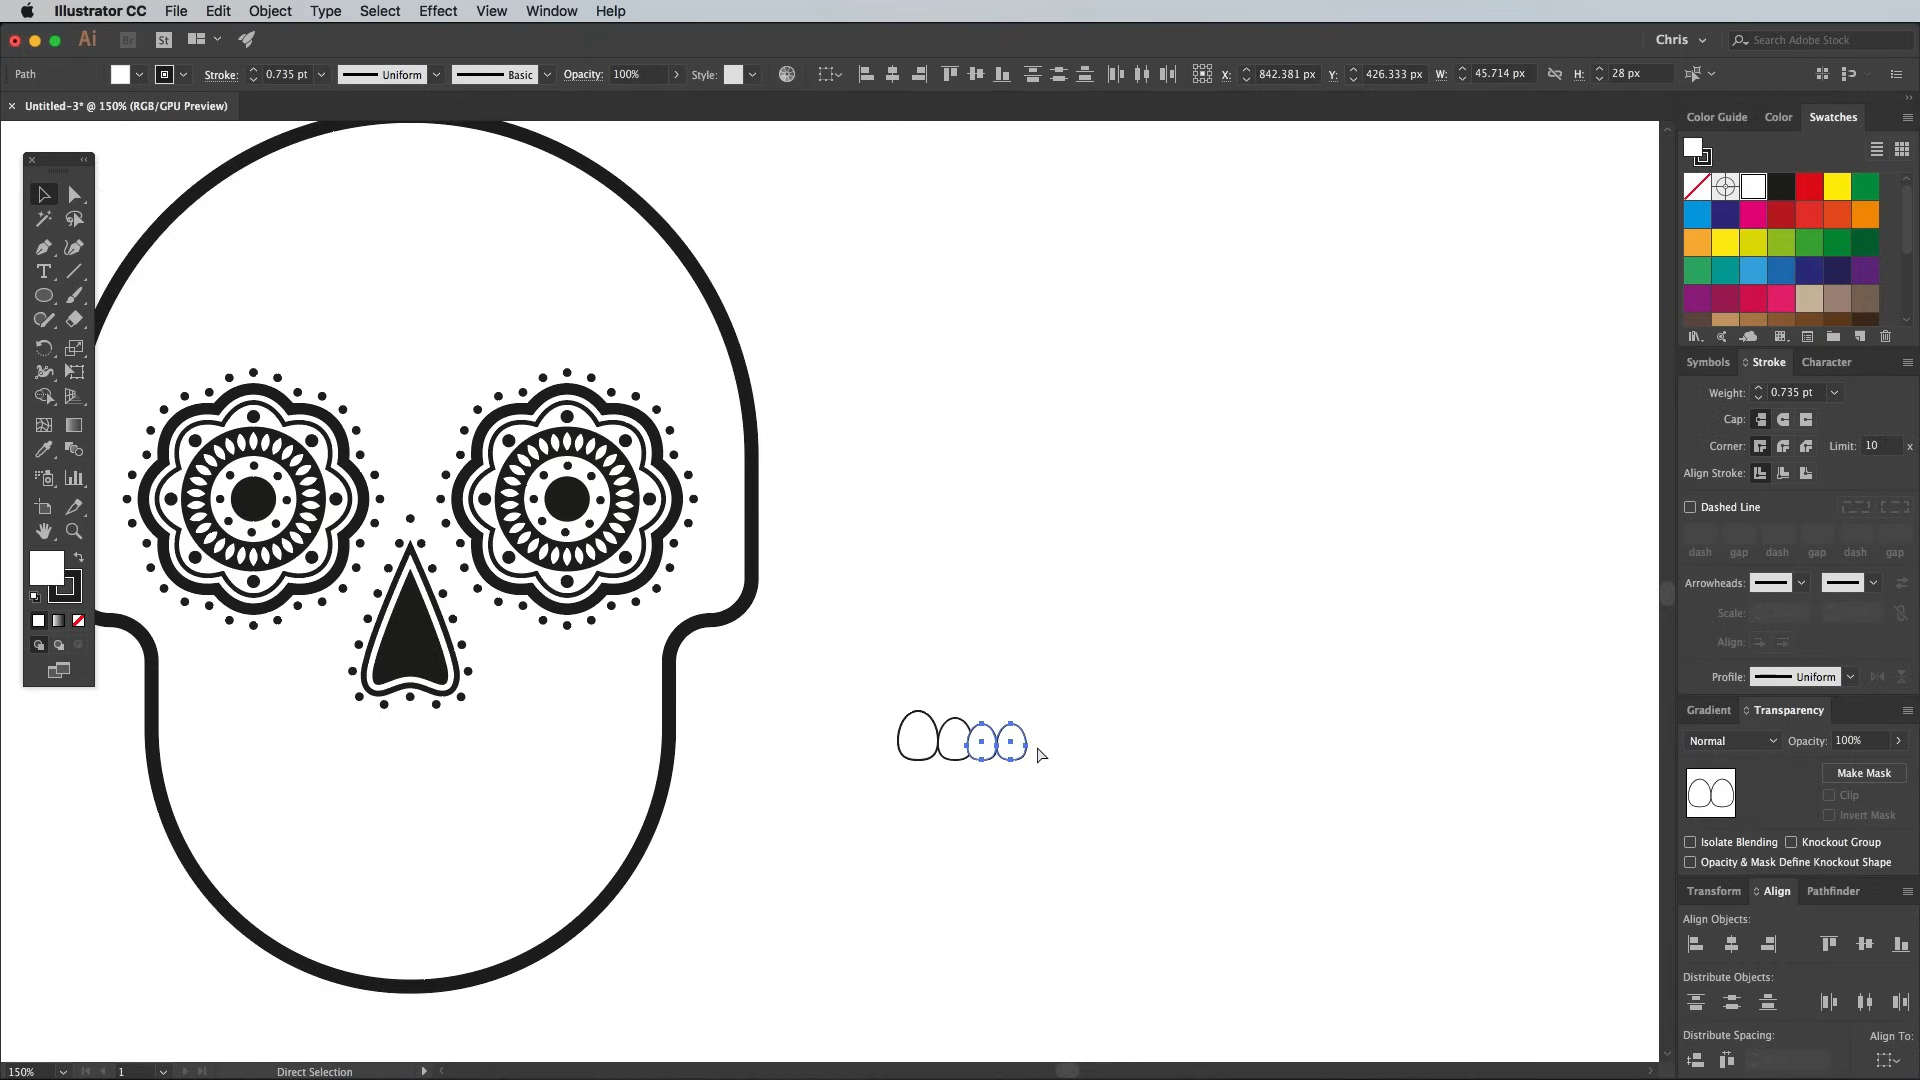 Illustrator CC File Edit Object Type Select Effect View Window Help
Ai Br St Chris Search Adobe Stock
Path Stroke: 0.735 pt Uniform Basic Opacity: 100% Style: X: 842.381 px Y: 426.333 px W: 45.714 px H: 28 px
× Untitled-3* @ 150% (RGB/GPU Preview)
Color Guide Color Swatches
Symbols Stroke Character
Weight: 0.735 pt
Cap:
Corner: Limit: 10 x
Align Stroke:
Dashed Line
dash gap dash gap dash gap
Arrowheads:
Scale:
Align:
Profile: Uniform
Gradient Transparency
Normal Opacity: 100%
Make Mask
Clip
Invert Mask
Isolate Blending Knockout Group
Opacity & Mask Define Knockout Shape
Transform Align Pathfinder
Align Objects:
Distribute Objects:
Distribute Spacing: Align To:
150% 1 Direct Selection